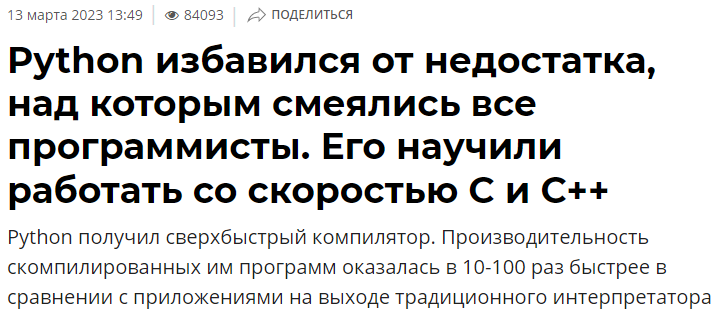 13 марта 2023 13:49 84093 ПОДЕЛИТЬСЯ
Python избавился от недостатка,
над которым смеялись все
программисты. Его научили
работать со скоростью C и C++
Python получил сверхбыстрый компилятор. Производительность
скомпилированных им программ оказалась в 10-100 раз быстрее в
сравнении с приложениями на выходе традиционного интерпретатора